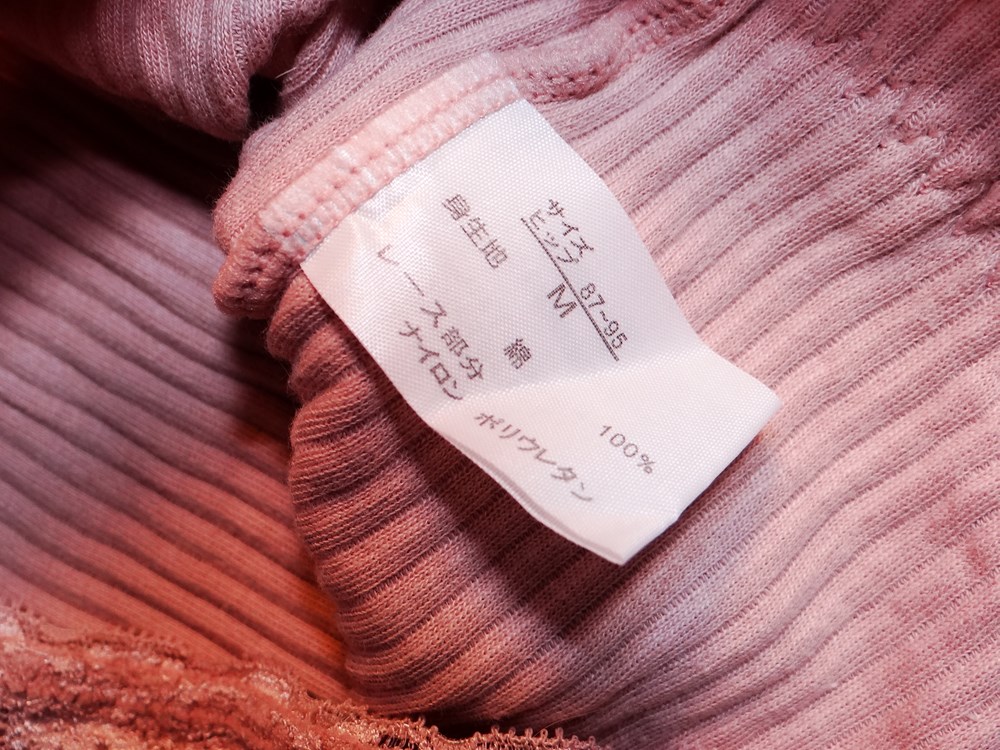 サイズ
ヒップ 87~95
M
身生地
綿 100%
レース部分
ナイロン ポリウレタン